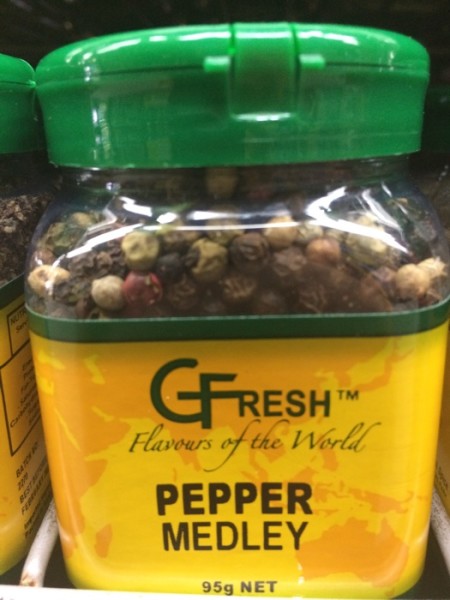 GFRESH™
Flavours of the World
PEPPER
MEDLEY
95g NET